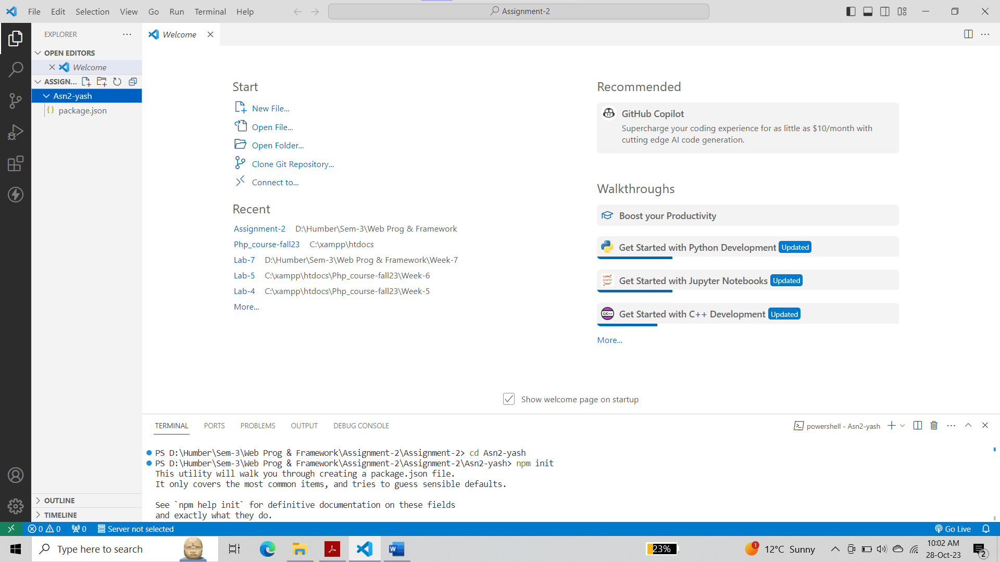 File Edit Selection View Go Run Terminal Help
Assignment-2
EXPLORER
OPEN EDITORS
Welcome
ASSIGN...
Asn2-yash
{} package.json
OUTLINE
TIMELINE
Welcome
Start
New File...
Open File...
Open Folder...
Clone Git Repository...
Connect to...
Recent
Assignment-2 D:\Humber\Sem-3\Web Prog & Framework
Php_course-fall23 C:\xampp\htdocs
Lab-7 D:\Humber\Sem-3\Web Prog & Framework\Week-7
Lab-5 C:\xampp\htdocs\Php_course-fall23\Week-6
Lab-4 C:\xampp\htdocs\Php_course-fall23\Week-5
More...
Recommended
GitHub Copilot
Supercharge your coding experience for as little as $10/month with
cutting edge AI code generation.
Walkthroughs
Boost your Productivity
Get Started with Python Development Updated
jupyter Get Started with Jupyter Notebooks Updated
C/C++ Get Started with C++ Development Updated
More...
Show welcome page on startup
TERMINAL PORTS PROBLEMS OUTPUT DEBUG CONSOLE
powershell - Asn2-yash
PS D:\Humber\Sem-3\Web Prog & Framework\Assignment-2\Assignment-2> cd Asn2-yash
PS D:\Humber\Sem-3\Web Prog & Framework\Assignment-2\Assignment-2\Asn2-yash> npm init
This utility will walk you through creating a package.json file.
It only covers the most common items, and tries to guess sensible defaults.
See `npm help init` for definitive documentation on these fields
and exactly what they do.
0 0 0 Server not selected
Go Live
Type here to search
W
23%
1
12°C Sunny
10:02 AM
28-Oct-23
2